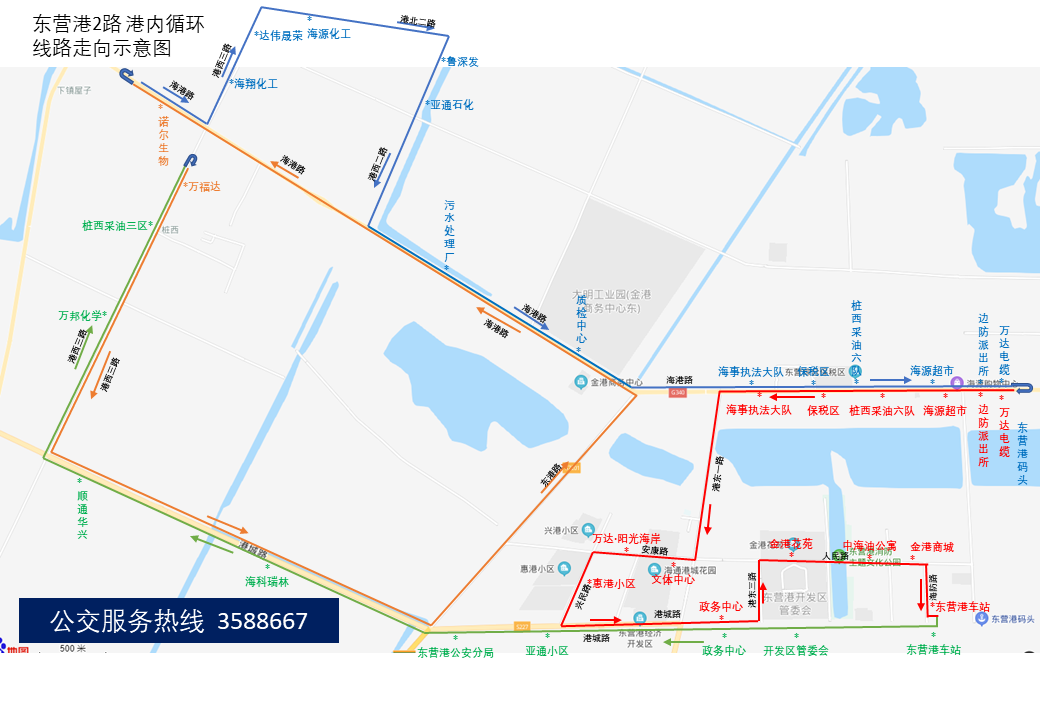 东营港2路 港内循环
线路走向示意图
港北二路
*达伟晟荣
海源化工
港西三路
*鲁深发
海港路
*海翔化工
下镇屋子
*亚通石化
*诺尔生物
海港路
港西二路
*万福达
桩西采油三区*
桩西
污水处理厂*
大明工业园(金港
商务中心东)
万邦化学*
海港路
海港路
质检中心*
桩西采油六队
边防派出所*
万达电缆*
港西三路
港西三路
金港商务中心
海港路
G340
海事执法大队
*
保税区
*
海源超市
*
海事执法大队
*
保税区
*
桩西采油六队
*
海源超市
*
*边防派出所
*万达电缆
东营港码头
东港路
港东一路
*顺通华兴
港城路
*
海科瑞林
兴港小区
万达·阳光海岸
*
安康路
惠港小区
海通港城花园
文体中心
*惠港小区
兴民路
金港花苑
*
人民路
中海油公寓
*
金港商城
*
港东三路
东营港开发区
管委会
海防路
*东营港车站
东营港码头
港城路
政务中心
*
港城路
东营港经济
开发区
*
东营港公安分局
*
亚通小区
*
政务中心
*
开发区管委会
*
东营港车站
公交服务热线 3588667
地图
500 米